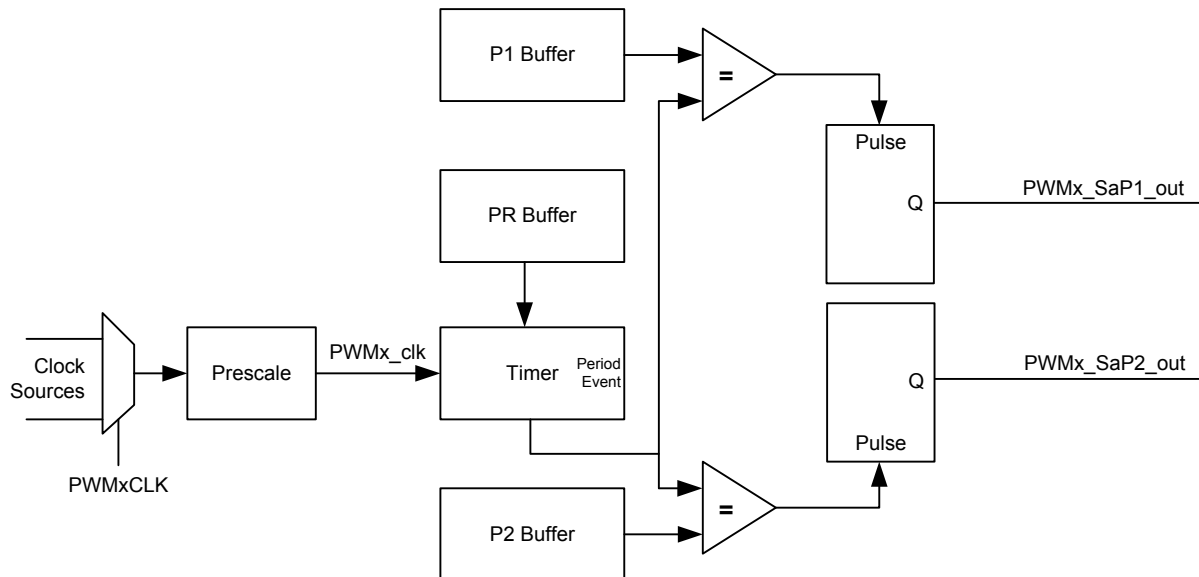 P1 Buffer
=
Pulse
Q
PWMx_SaP1_out
PR Buffer
Clock
Sources
PWMxCLK
Prescale
PWMx_clk
Timer
Period
Event
Q
Pulse
PWMx_SaP2_out
=
P2 Buffer